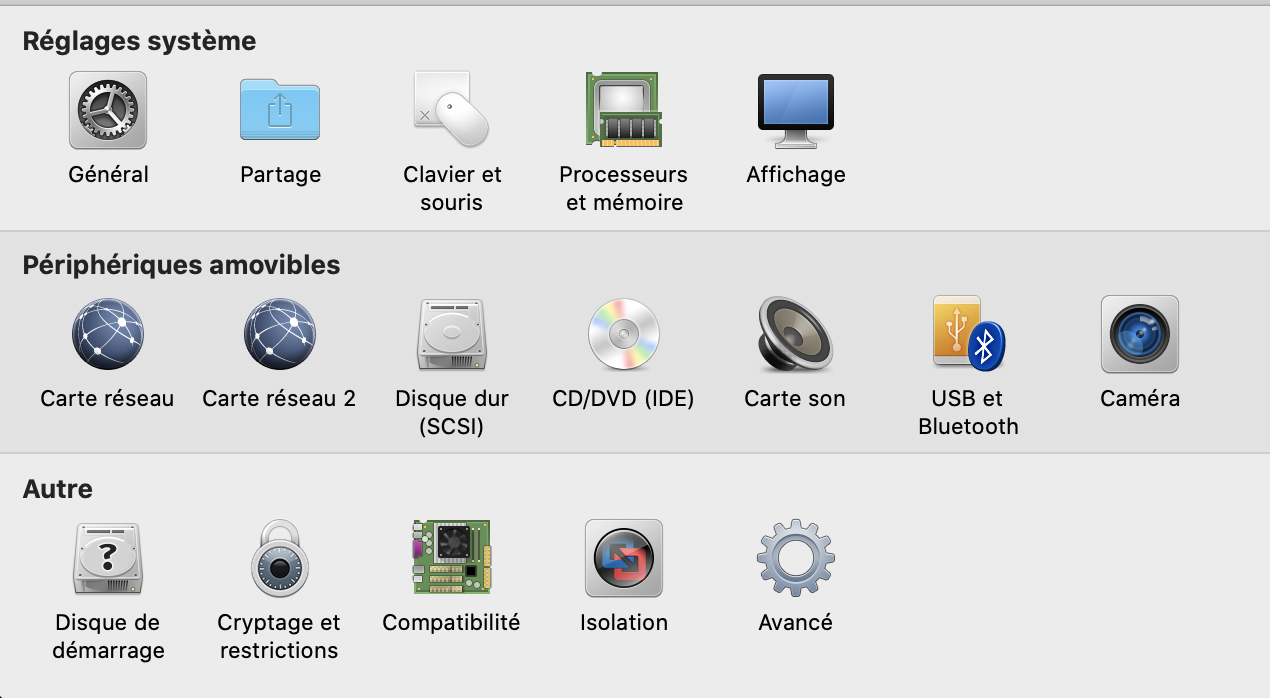 Réglages système
Général
Partage
Clavier et
souris
Processeurs
et mémoire
Affichage
Périphériques amovibles
Carte réseau
Carte réseau 2
Disque dur
(SCSI)
CD/DVD (IDE)
Carte son
USB et
Bluetooth
Caméra
Autre
Disque de
démarrage
Cryptage et
restrictions
Compatibilité
Isolation
Avancé